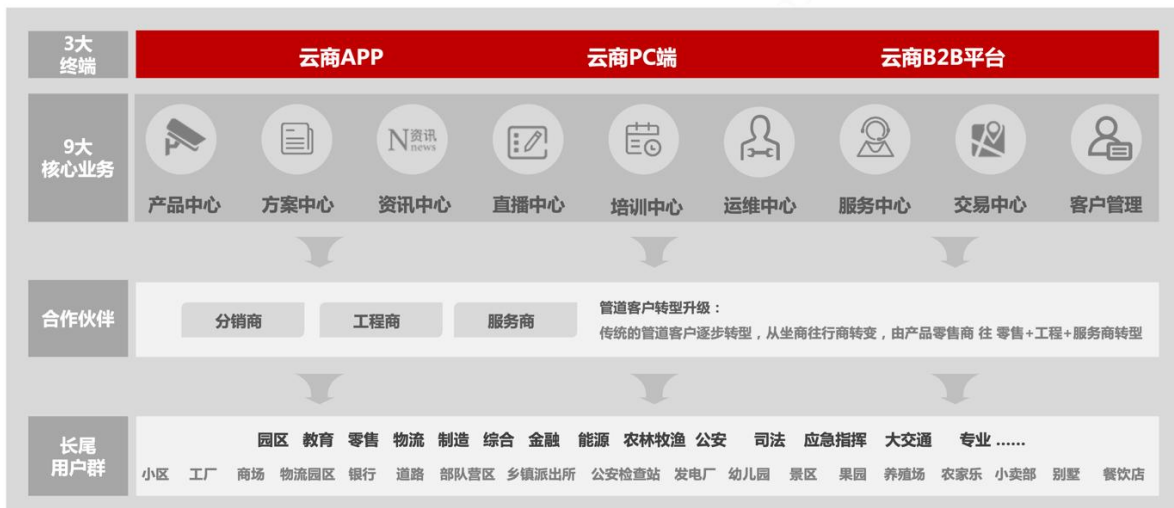 3大
终端
云商APP 云商PC端 云商B2B平台
9大
核心业务
N资讯
news
产品中心 方案中心 资讯中心 直播中心 培训中心 运维中心 服务中心 交易中心 客户管理
合作伙伴
分销商 工程商 服务商
管道客户转型升级：
传统的管道客户逐步转型，从坐商往行商转变，由产品零售商 往 零售+工程+服务商转型
长尾
用户群
园区 教育 零售 物流 制造 综合 金融 能源 农林牧渔 公安 司法 应急指挥 大交通 专业 ......
小区 工厂 商场 物流园区 银行 道路 部队营区 乡镇派出所 公安检查站 发电厂 幼儿园 景区 果园 养殖场 农家乐 小卖部 别墅 餐饮店